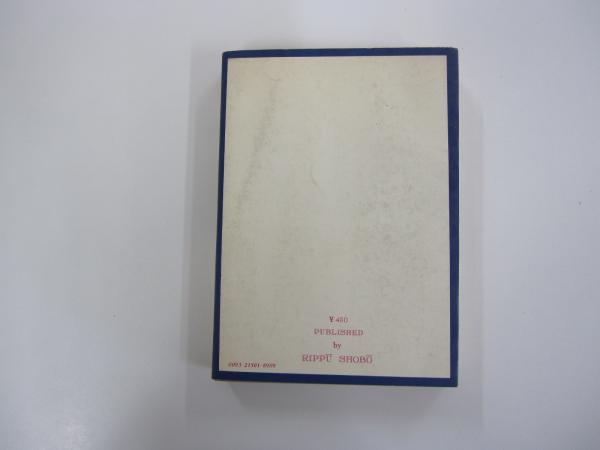 ¥ 480
PUBLISHED
by
RIPPŪ SHOBŌ